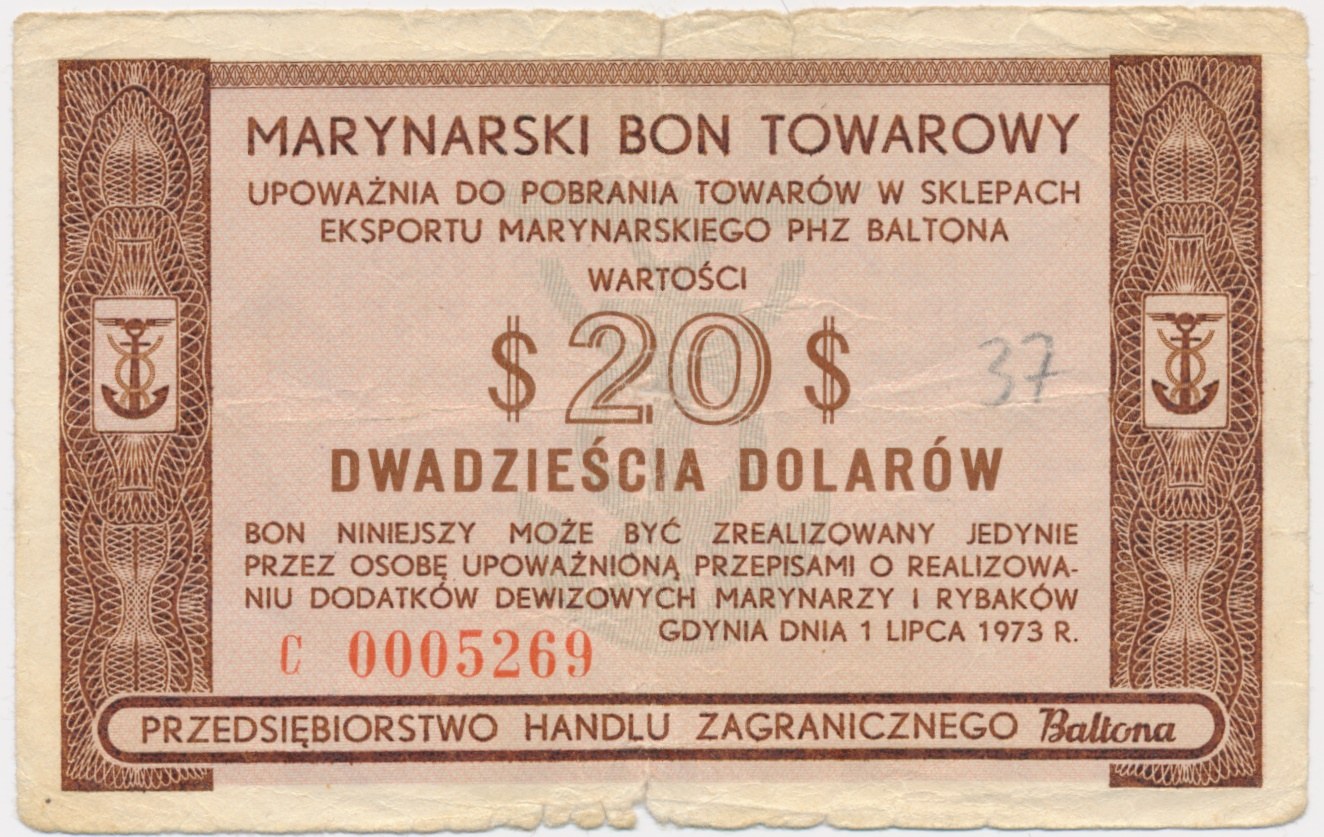 MARYNARSKI BON TOWAROWY
UPOWAŻNIA DO POBRANIA TOWARÓW W SKLEPACH
EKSPORTU MARYNARSKIEGO PHZ BALTONA
WARTOŚCI
$ 20 $
37
DWADZIEŚCIA DOLARÓW
BON NINIEJSZY MOŻE BYĆ ZREALIZOWANY JEDYNIE
PRZEZ OSOBĘ UPOWAŻNIONĄ PRZEPISAMI O REALIZOWA-
NIU DODATKÓW DEWIZOWYCH MARYNARZY I RYBAKÓW
GDYNIA DNIA 1 LIPCA 1973 R.
C 0005269
PRZEDSIĘBIORSTWO HANDLU ZAGRANICZNEGO Baltona